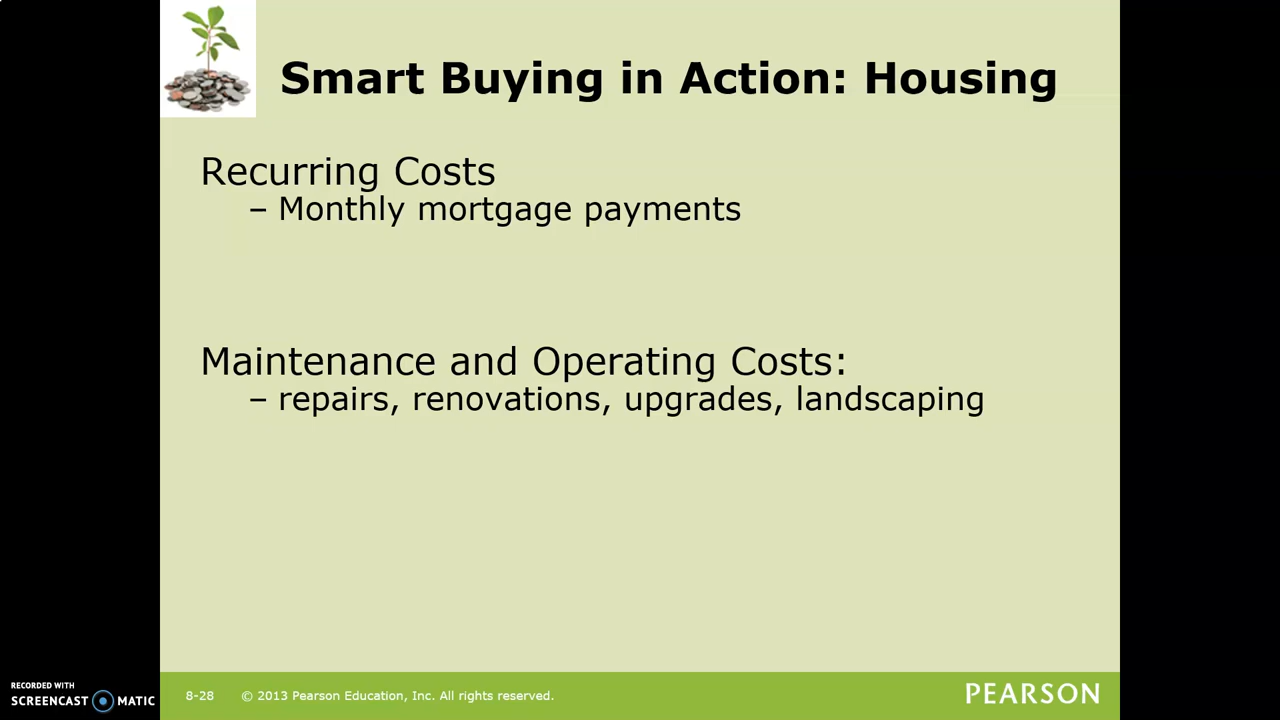 Smart Buying in Action: Housing
Recurring Costs
– Monthly mortgage payments
Maintenance and Operating Costs:
– repairs, renovations, upgrades, landscaping
RECORDED WITH
SCREENCAST MATIC
8-28 © 2013 Pearson Education, Inc. All rights reserved.
PEARSON